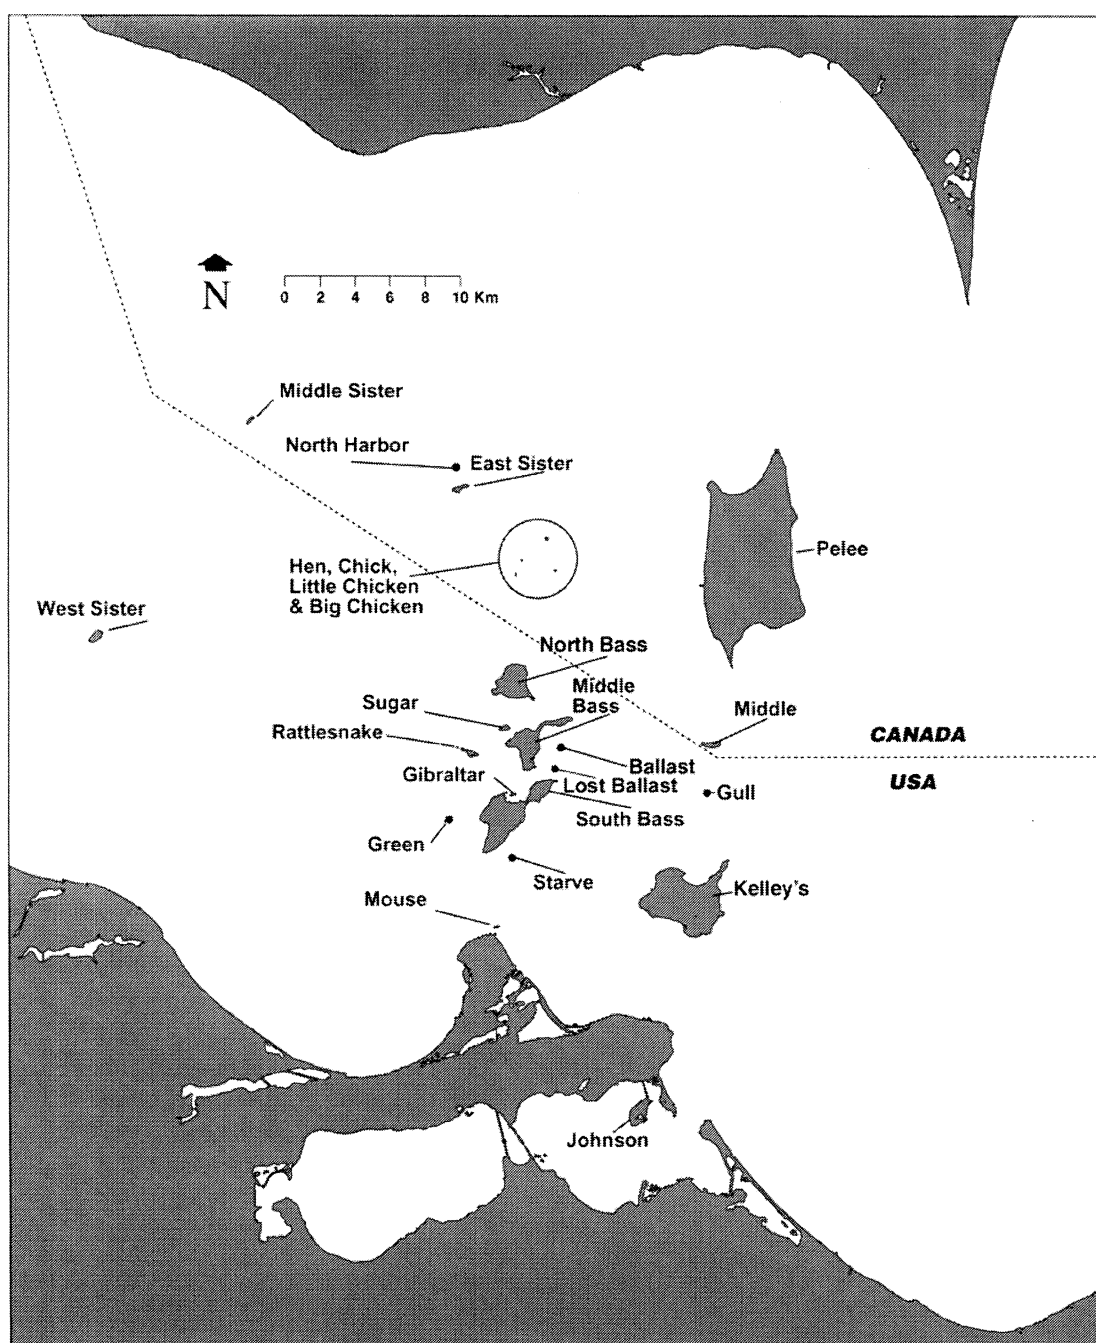 N
0 2 4 6 8 10 Km
Middle Sister
North Harbor
East Sister
Pelee
Hen, Chick,
Little Chicken
& Big Chicken
West Sister
North Bass
Middle
Bass
Sugar
Middle
Rattlesnake
CANADA
Ballast
Gibraltar
Lost Ballast
USA
Gull
South Bass
Green
Starve
Kelley's
Mouse
Johnson